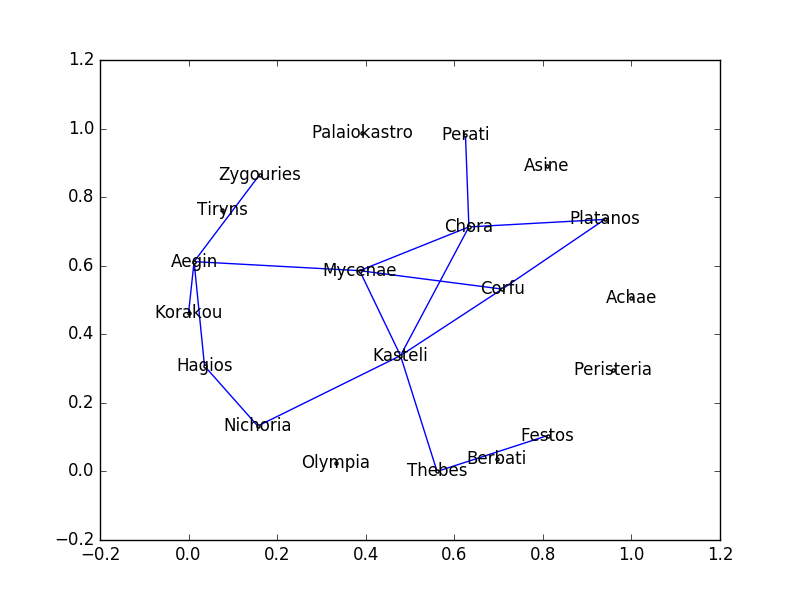 1.2
1.0
0.8
0.6
0.4
0.2
0.0
−0.2
−0.2
0.0
0.2
0.4
0.6
0.8
1.0
1.2
Palaiokastro
Perati
Asine
Zygouries
Tiryns
Chora
Platanos
Aegin
Mycenae
Corfu
Achae
Korakou
Kasteli
Hagios
Peristeria
Nichoria
Festos
Olympia
Thebes
Berbati